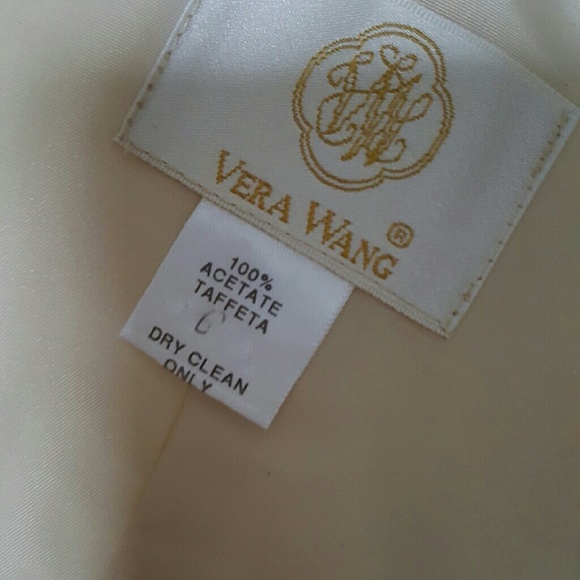 VERA WANG ®
100%
ACETATE
TAFFETA
6
DRY CLEAN
ONLY